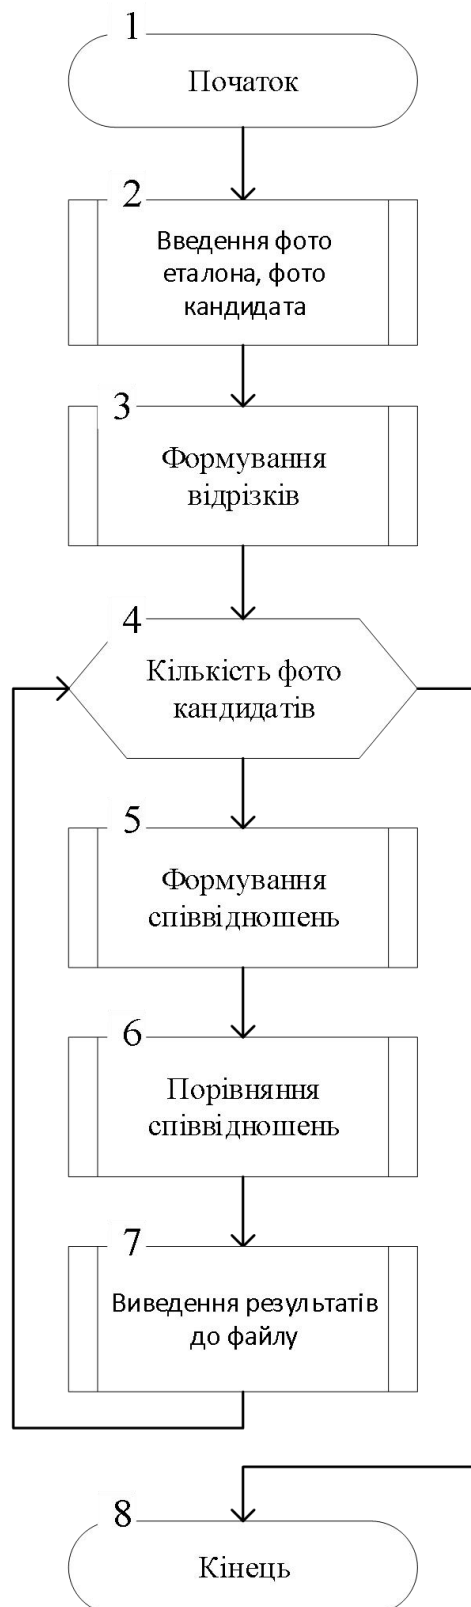 1
Початок
2
Введення фото
еталона, фото
кандидата
3
Формування
відрізків
4
Кількість фото
кандидатів
5
Формування
співвідношень
6
Порівняння
співвідношень
7
Виведення результатів
до файлу
8
Кінець